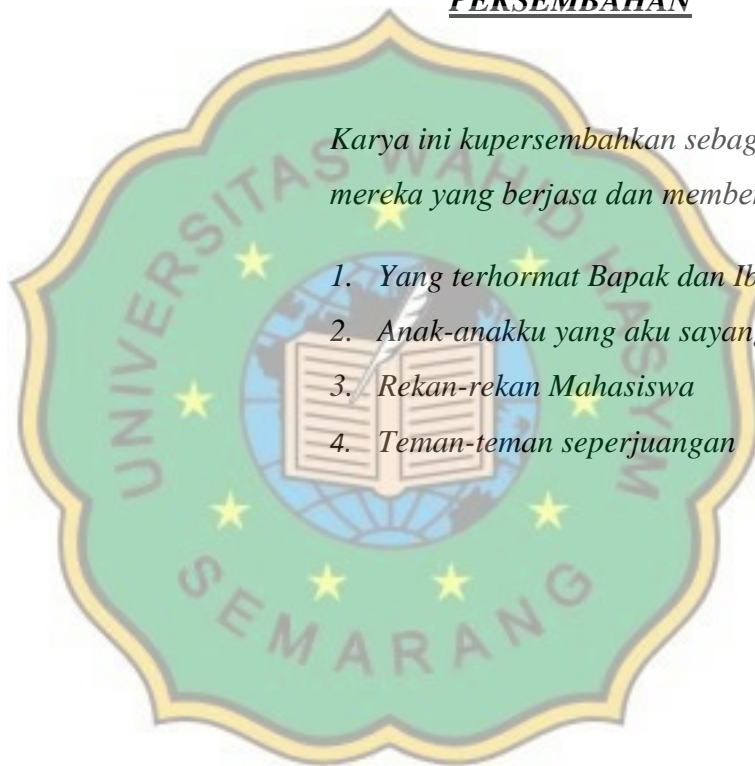 PERSEMBAHAN
Karya ini kupersembahkan sebag
mereka yang berjasa dan member
1. Yang terhormat Bapak dan Ib
2. Anak-anakku yang aku sayang
3. Rekan-rekan Mahasiswa
4. Teman-teman seperjuangan
UNIVERSITAS WAHID HASYIM
SEMARANG